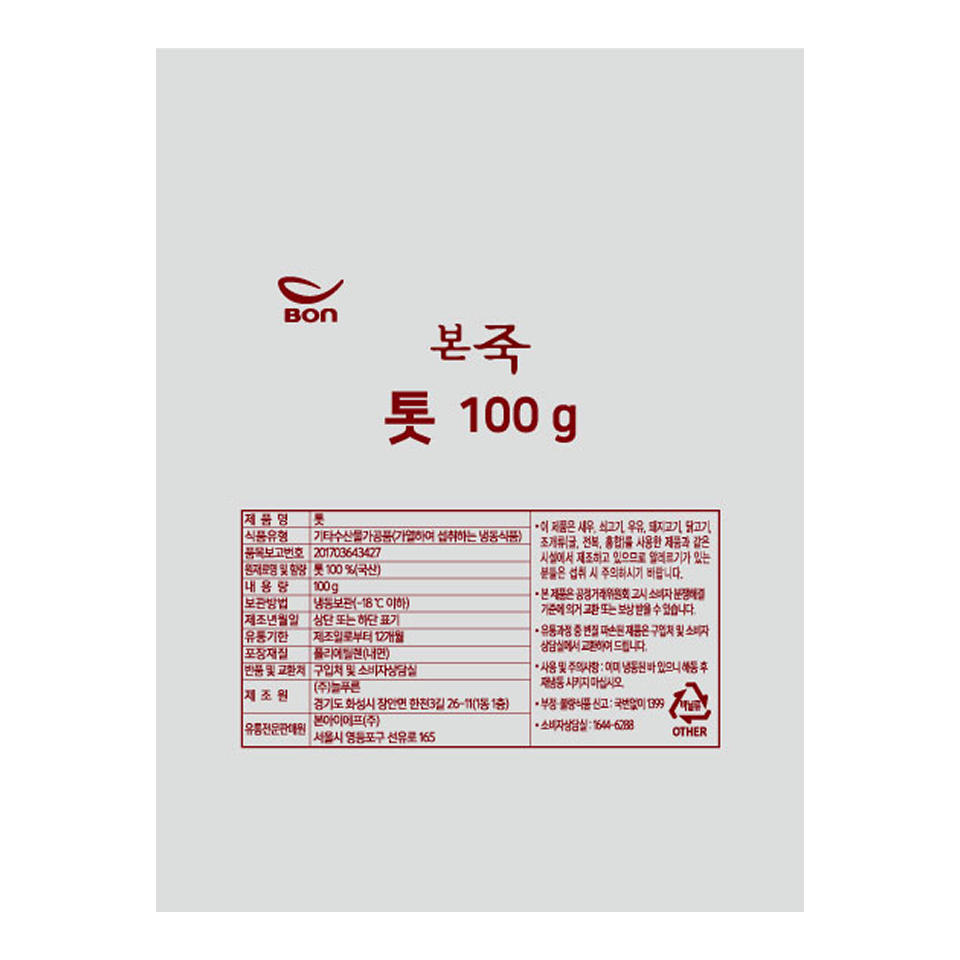 BON
본죽
톳 100 g
제 품 명 톳
식품유형 기타수산물가공품(가열하여 섭취하는 냉동식품)
품목보고번호 201703643427
원재료명 및 함량 톳 100 %(국산)
내 용 량 100 g
보관방법 냉동보관(-18 ℃ 이하)
제조년월일 상단 또는 하단 표기
유통기한 제조일로부터 12개월
포장재질 폴리에틸렌(내면)
반품 및 교환처 구입처 및 소비자상담실
제 조 원 (주)늘푸른
경기도 화성시 장안면 한천3길 26-11(1동 1층)
유통전문판매원 본아이에프(주)
서울시 영등포구 선유로 165
• 이 제품은 새우, 쇠고기, 우유, 돼지고기, 닭고기,
조개류(굴, 전복, 홍합)를 사용한 제품과 같은
시설에서 제조하고 있으므로 알레르기가 있는
분들은 섭취 시 주의하시기 바랍니다.
• 본 제품은 공정거래위원회 고시 소비자 분쟁해결
기준에 의거 교환 또는 보상 받을 수 있습니다.
• 유통과정 중 변질 파손된 제품은 구입처 및 소비자
상담실에서 교환하여 드립니다.
• 사용 및 주의사항 : 이미 냉동된 바 있으니 해동 후
재냉동 시키지 마십시오.
• 부정·불량식품 신고 : 국번없이 1399
• 소비자상담실 : 1644-6288
비닐류
OTHER